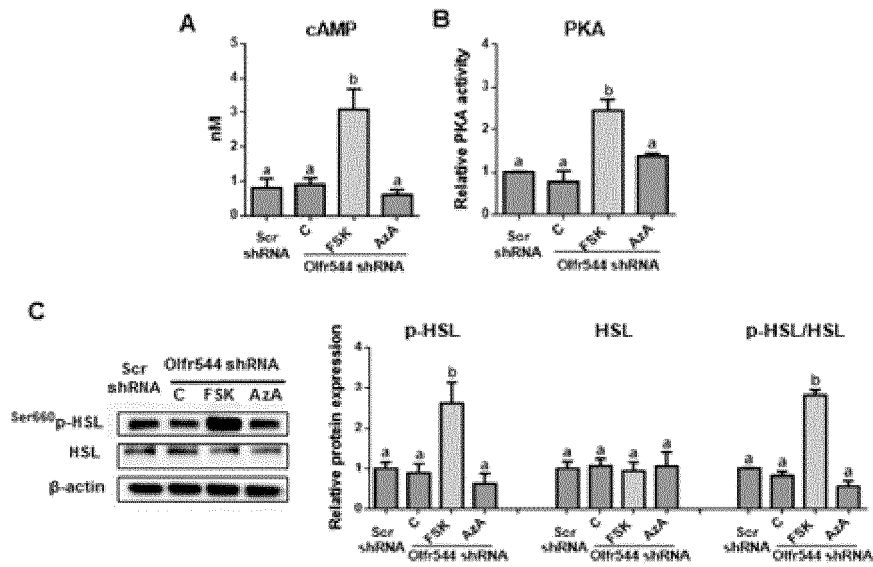 A
cAMP
5
4
3
2
1
0
nM
a
a
b
a
Scr
shRNA
C
FSK
AzA
Olfr544 shRNA
B
PKA
4
3
2
1
0
Relative PKA activity
a
a
b
a
Scr
shRNA
C
FSK
AzA
Olfr544 shRNA
C
Scr
shRNA
Olfr544 shRNA
C FSK AzA
Ser660p-HSL
HSL
β-actin
p-HSL
HSL
p-HSL/HSL
Relative protein expression
4
3
2
1
0
a
a
b
a
a
a
a
a
a
a
b
a
Scr
shRNA
C
FSK
AzA
Olfr544 shRNA
Scr
shRNA
C
FSK
AzA
Olfr544 shRNA
Scr
shRNA
C
FSK
AzA
Olfr544 shRNA